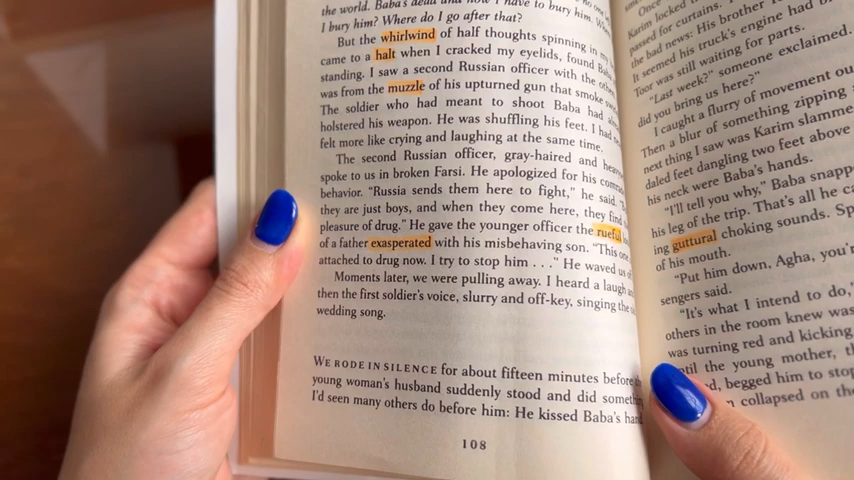 the world. Baba's dead and now I have to bury him.
I bury him? Where do I go after that?
But the whirlwind of half thoughts spinning in my
came to a halt when I cracked my eyelids, found Baba
standing. I saw a second Russian officer with the
was from the muzzle of his upturned gun that smoke
The soldier who had meant to shoot Baba had
holstered his weapon. He was shuffling his feet. I had
felt more like crying and laughing at the same time.
The second Russian officer, gray-haired and
spoke to us in broken Farsi. He apologized for his
behavior. "Russia sends them here to fight," he said.
they are just boys, and when they come here, they find
pleasure of drug." He gave the younger officer the rueful
of a father exasperated with his misbehaving son. "This one
attached to drug now. I try to stop him . . ." He waved us
Moments later, we were pulling away. I heard a laugh
then the first soldier's voice, slurry and off-key, singing the
wedding song.
WE RODE IN SILENCE for about fifteen minutes before
young woman's husband suddenly stood and did
I'd seen many others do before him: He kissed Baba's hand
108
Once
Karim locked
passed for curtains.
the bad news: His brother
It seemed his truck's engine had
Toor was still waiting for parts.
"Last week?" someone exclaimed.
did you bring us here?"
I caught a flurry of movement
Then a blur of something zipping
next thing I saw was Karim slamme
daled feet dangling two feet above
his neck were Baba's hands.
"I'll tell you why," Baba snapp
his leg of the trip. That's all he
ing guttural choking sounds.
of his mouth.
"Put him down, Agha,
sengers said.
"It's what I intend to do,"
others in the room knew was
was turning red and kicking
the young mother,
begged him to stop
collapsed on the